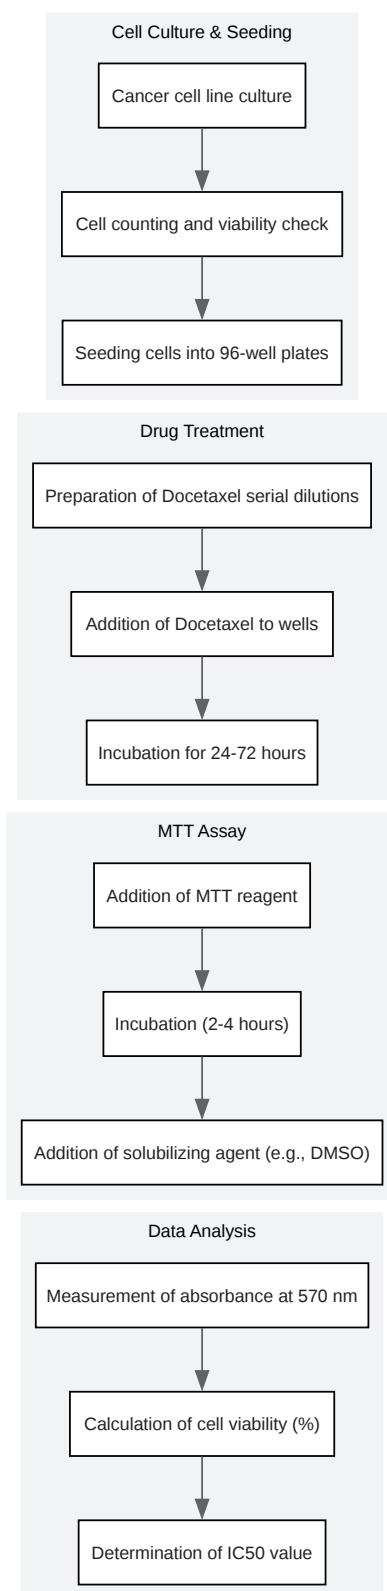 Cell Culture & Seeding
Cancer cell line culture
Cell counting and viability check
Seeding cells into 96-well plates
Drug Treatment
Preparation of Docetaxel serial dilutions
Addition of Docetaxel to wells
Incubation for 24-72 hours
MTT Assay
Addition of MTT reagent
Incubation (2-4 hours)
Addition of solubilizing agent (e.g., DMSO)
Data Analysis
Measurement of absorbance at 570 nm
Calculation of cell viability (%)
Determination of IC50 value